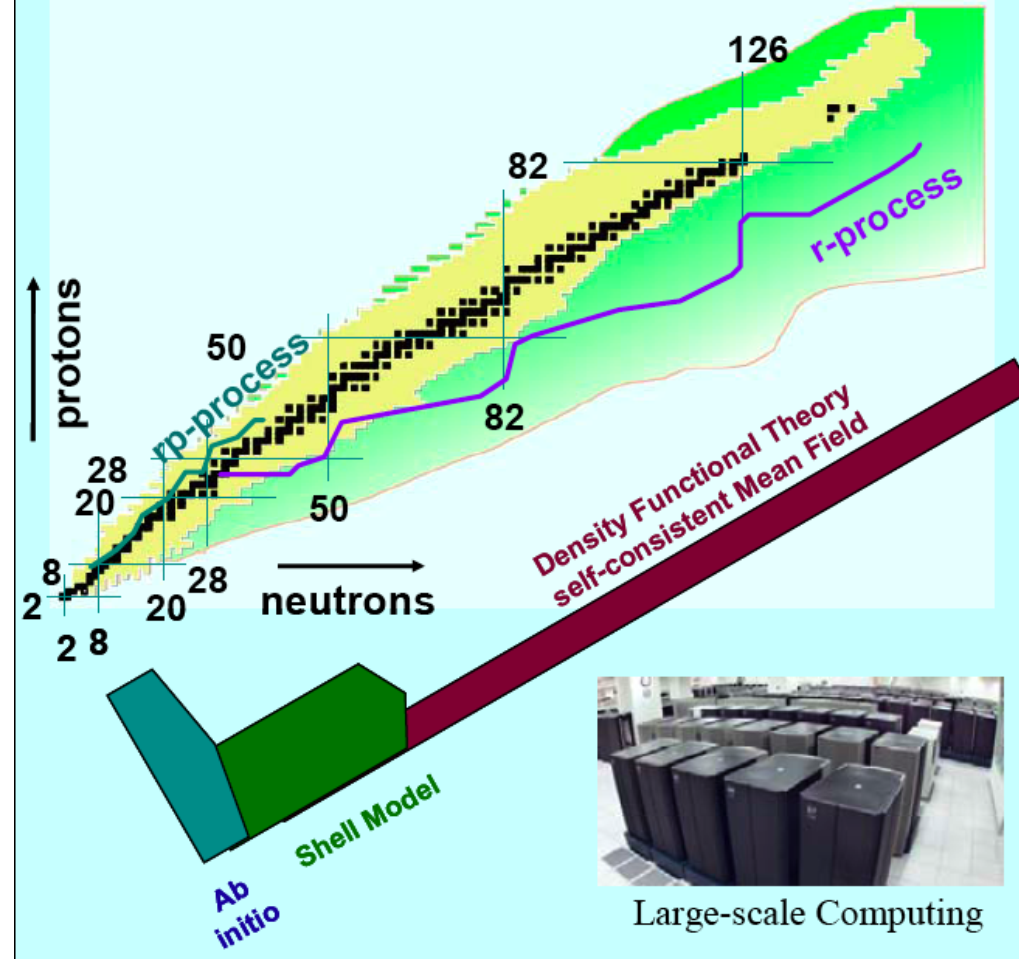 126
82
r-process
protons
50
rp-process
82
28
20
50
Density Functional Theory
self-consistent Mean Field
8
28
2
20
neutrons
2
8
Shell Model
Ab
initio
Large-scale Computing